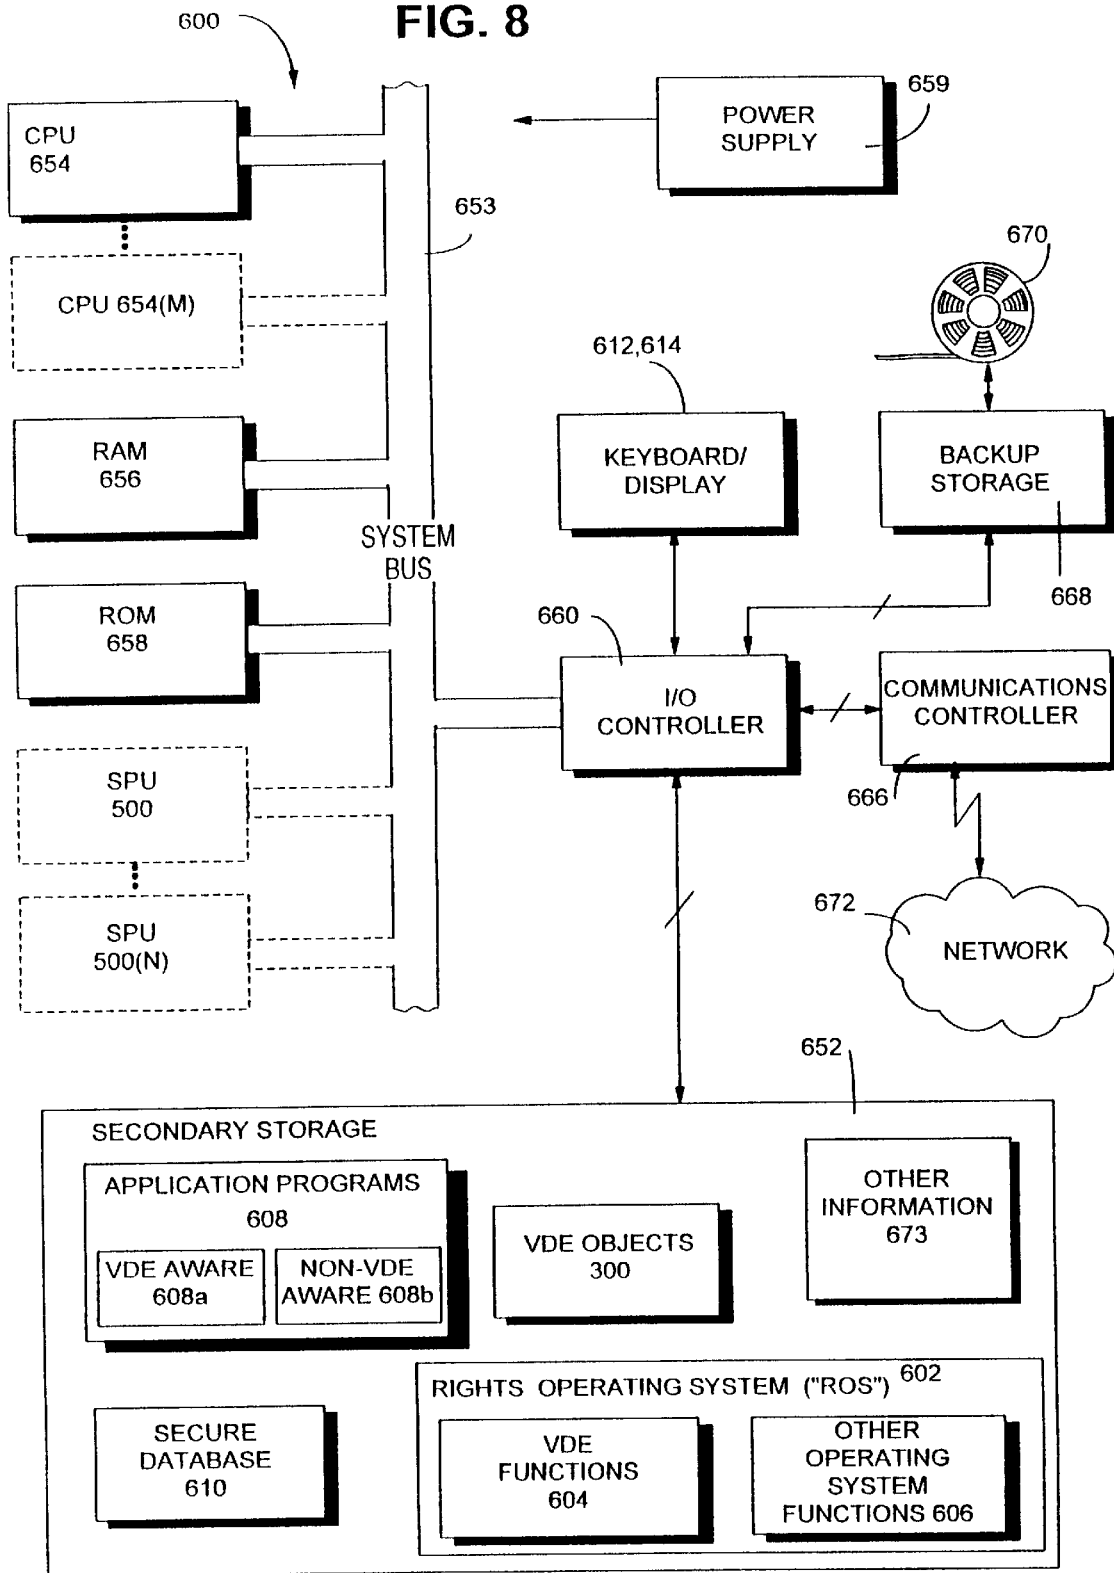 FIG. 8
600
CPU
654
CPU 654(M)
RAM
656
ROM
658
SPU
500
SPU
500(N)
653
SYSTEM
BUS
POWER
SUPPLY
659
670
612,614
KEYBOARD/
DISPLAY
BACKUP
STORAGE
668
660
I/O
CONTROLLER
COMMUNICATIONS
CONTROLLER
666
672
NETWORK
652
SECONDARY STORAGE
APPLICATION PROGRAMS
608
VDE AWARE
608a
NON-VDE
AWARE 608b
VDE OBJECTS
300
OTHER
INFORMATION
673
SECURE
DATABASE
610
RIGHTS OPERATING SYSTEM ("ROS") 602
VDE
FUNCTIONS
604
OTHER
OPERATING
SYSTEM
FUNCTIONS 606